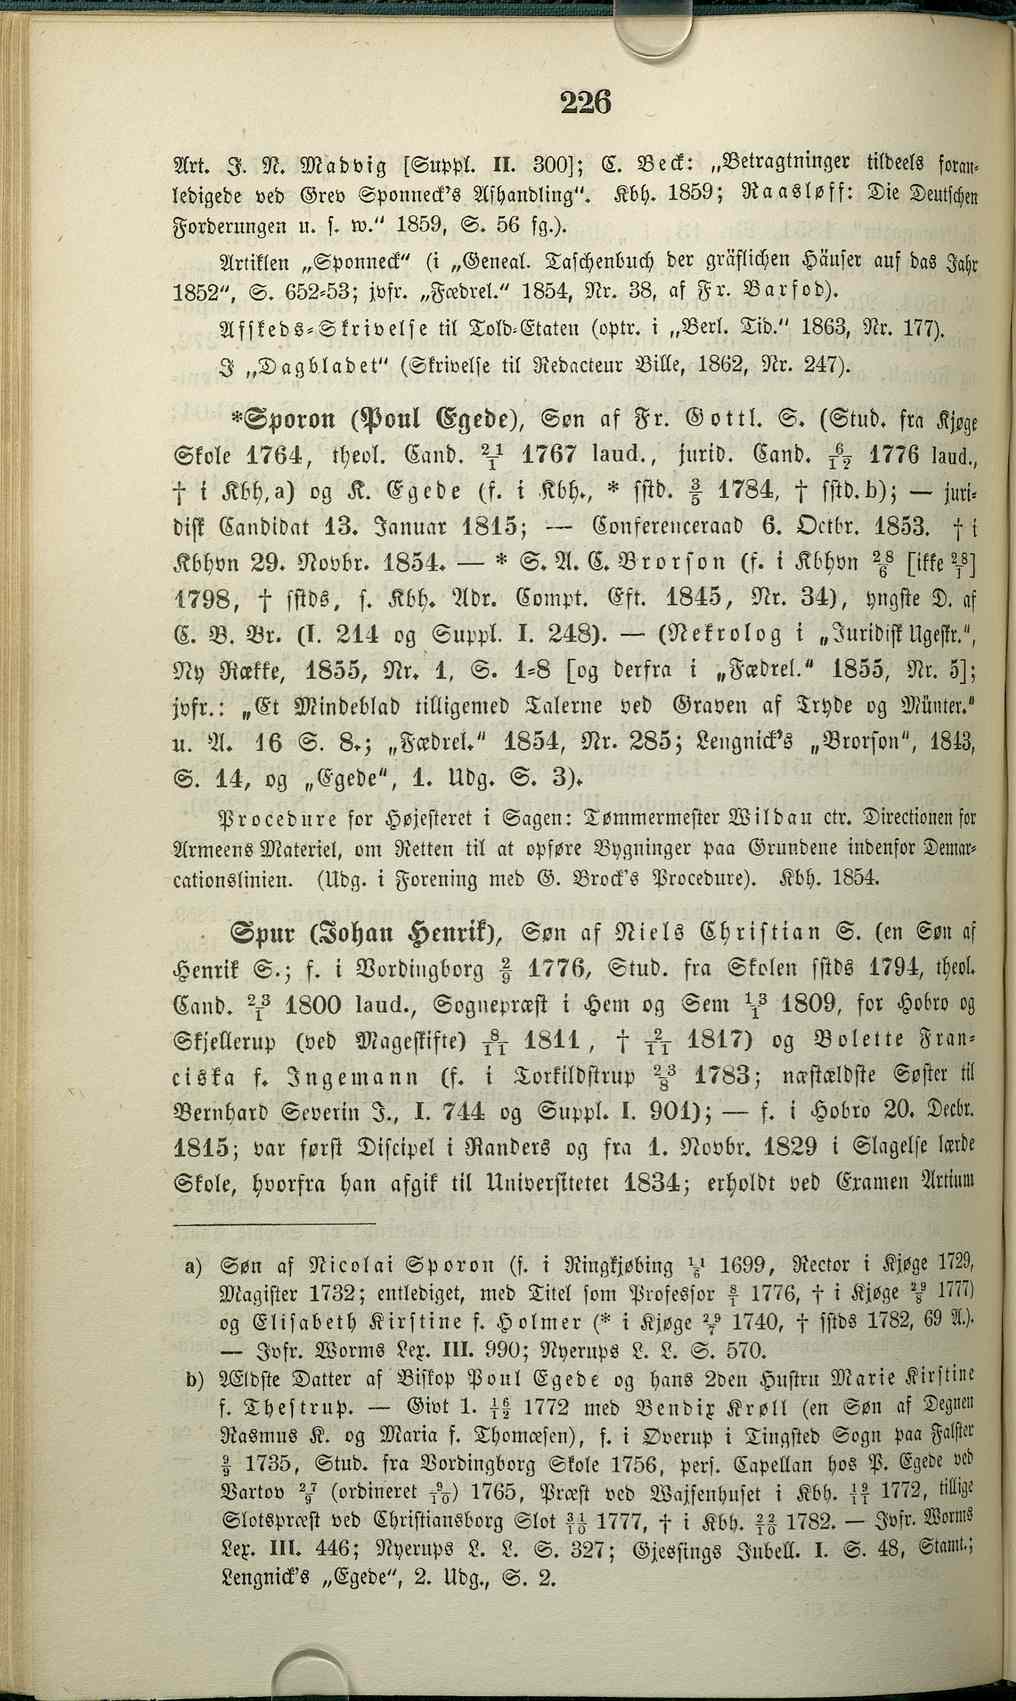 226
Art. J. N. Madvig [Suppl. II. 300]; C. Beck: „Betragtninger tildeels foran-
ledigede ved Grev Sponneck's Afhandling“. Kbh. 1859; Raasløff: Die Deutschen
Forderungen u. s. w.“ 1859, S. 56 fg.).
Artiklen „Sponneck“ (i „Geneal. Taschenbuch der gräflichen Häuser auf das Jahr
1852“, S. 652-53; jvfr. „Fædrel.“ 1854, Nr. 38, af Fr. Barfod).
Afskeds-Skrivelse til Told-Etaten (optr. i „Berl. Tid.“ 1863, Nr. 177).
I „Dagbladet“ (Skrivelse til Redacteur Bille, 1862, Nr. 247).
*Sporon (Poul Egede), Søn af Fr. Gottl. S. (Stud. fra Kjøge
Skole 1764, theol. Cand. 21/1 1767 laud., jurid. Cand. 6/12 1776 laud.,
† i Kbh, a) og K. Egede (f. i Kbh., * sstd. 3/5 1784, † sstd. b); — juri-
disk Candidat 13. Januar 1815; — Conferenceraad 6. Octbr. 1853. † i
Kbhvn 29. Novbr. 1854. — * S. A. C. Brorson (f. i Kbhvn 28/6 [ikke 28/1]
1798, † sstds, s. Kbh. Adr. Compt. Eft. 1845, Nr. 34), yngste D. af
C. B. Br. (I. 214 og Suppl. I. 248). — (Nekrolog i „Juridisk Ugeskr.“,
Ny Række, 1855, Nr. 1, S. 1-8 [og derfra i „Fædrel.“ 1855, Nr. 5];
jvfr.: „Et Mindeblad tilligemed Talerne ved Graven af Tryde og Münter.“
u. A. 16 S. 8.; „Fædrel.“ 1854, Nr. 285; Lengnick's „Brorson“, 1843,
S. 14, og „Egede“, 1. Udg. S. 3).
Procedure for Højesteret i Sagen: Tømmermester Wildau ctr. Directionen for
Armeens Materiel, om Retten til at opføre Bygninger paa Grundene indenfor Demar-
cationslinien. (Udg. i Forening med G. Brock's Procedure). Kbh. 1854.
Spur (Johan Henrik), Søn af Niels Christian S. (en Søn af
Henrik S.; f. i Vordingborg 2/9 1776, Stud. fra Skolen sstds 1794, theol.
Cand. 23/1 1800 laud., Sognepræst i Hem og Sem 13/1 1809, for Hobro og
Skjellerup (ved Mageskifte) 8/11 1811, † 2/11 1817) og Bolette Fran-
ciska f. Ingemann (f. i Torkildstrup 23/8 1783; næstældste Søster til
Bernhard Severin J., I. 744 og Suppl. I. 901); — f. i Hobro 20. Decbr.
1815; var først Discipel i Randers og fra 1. Novbr. 1829 i Slagelse lærde
Skole, hvorfra han afgik til Universitetet 1834; erholdt ved Examen Artium
a) Søn af Nicolai Sporon (f. i Ringkjøbing 11/6 1699, Rector i Kjøge 1729,
Magister 1732; entlediget, med Titel som Professor 8/1 1776, † i Kjøge 29/8 1777)
og Elisabeth Kirstine f. Holmer (* i Kjøge 29/7 1740, † sstds 1782, 69 A.).
— Jvfr. Worms Lex. III. 990; Nyerups L. L. S. 570.
b) Ældste Datter af Biskop Poul Egede og hans 2den Hustru Marie Kirstine
f. Thestrup. — Givt 1. 16/12 1772 med Bendix Krøll (en Søn af Degnen
Rasmus K. og Maria f. Thomæsen), f. i Overup i Tingsted Sogn paa Falster
9/9 1735, Stud. fra Vordingborg Skole 1756, pers. Capellan hos P. Egede ved
Vartov 27/9 (ordineret 9/10) 1765, Præst ved Wajsenhuset i Kbh. 19/11 1772, tillige
Slotspræst ved Christiansborg Slot 31/10 1777, † i Kbh. 22/10 1782. — Jvfr. Worms
Lex. III. 446; Nyerups L. L. S. 327; Gjessings Jubell. I. S. 48, Stamt.;
Lengnick's „Egede“, 2. Udg., S. 2.